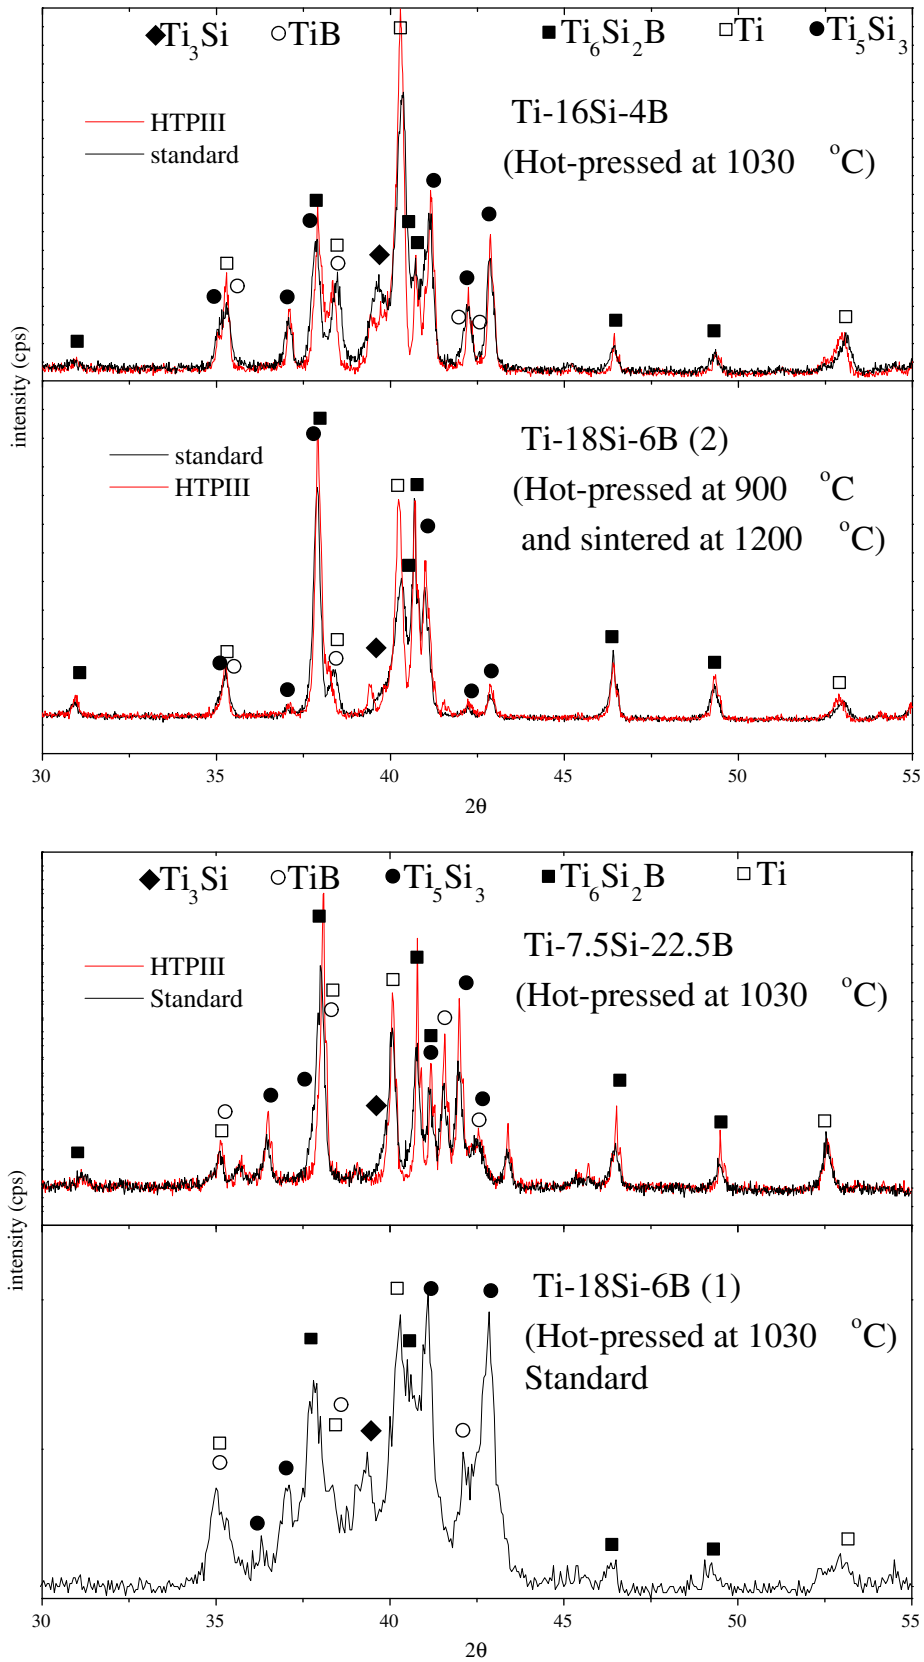 Ti3Si TiB Ti6Si2B Ti Ti5Si3
HTPIII
standard
Ti-16Si-4B
(Hot-pressed at 1030 °C)
intensity (cps)
standard
HTPIII
Ti-18Si-6B (2)
(Hot-pressed at 900 °C
and sintered at 1200 °C)
30 35 40 45 50 55
2θ
Ti3Si TiB Ti5Si3 Ti6Si2B Ti
HTPIII
Standard
Ti-7.5Si-22.5B
(Hot-pressed at 1030 °C)
intensity (cps)
Ti-18Si-6B (1)
(Hot-pressed at 1030 °C)
Standard
30 35 40 45 50 55
2θ